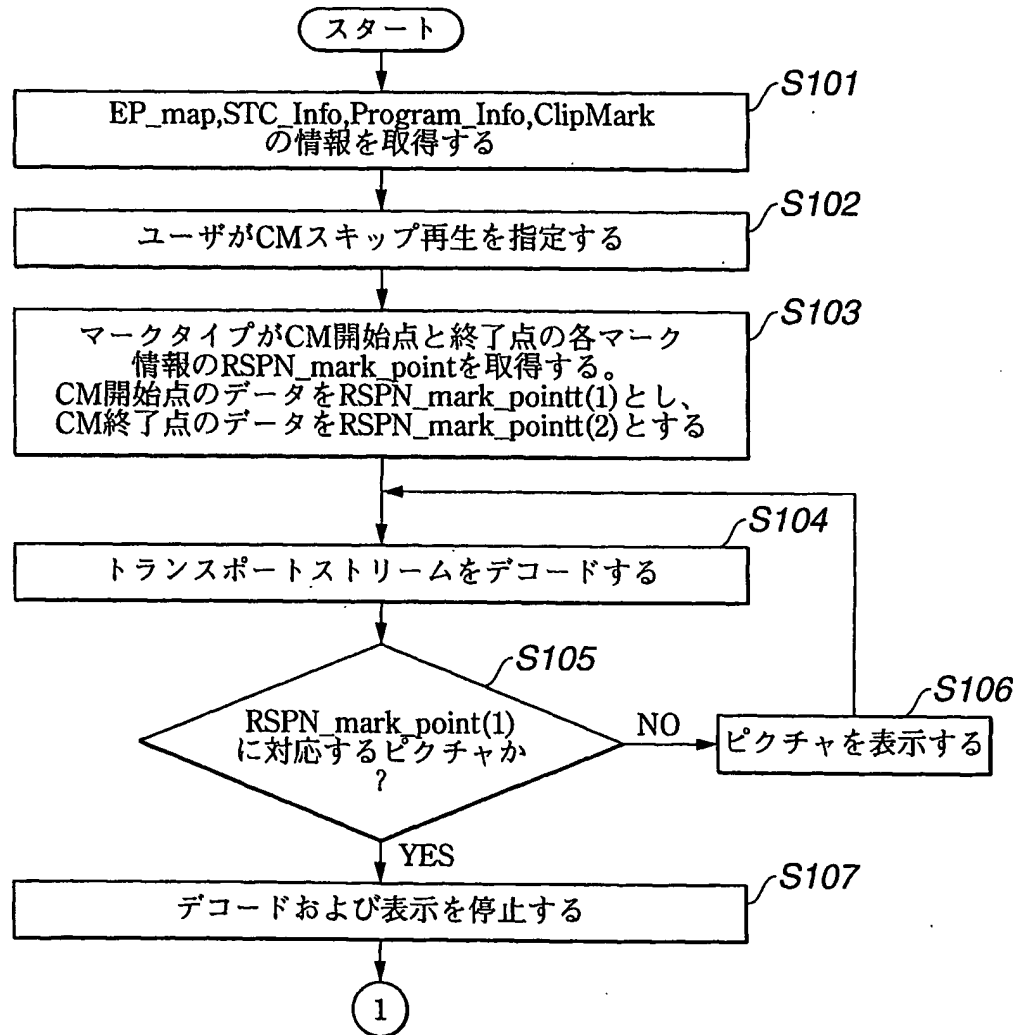 スタート
S101
EP_map,STC_Info,Program_Info,ClipMark
の情報を取得する
S102
ユーザがCMスキップ再生を指定する
S103
マークタイプがCM開始点と終了点の各マーク
情報のRSPN_mark_pointを取得する。
CM開始点のデータをRSPN_mark_pointt(1)とし、
CM終了点のデータをRSPN_mark_pointt(2)とする
S104
トランスポートストリームをデコードする
S105
RSPN_mark_point(1)
に対応するピクチャか
?
NO
S106
ピクチャを表示する
YES
S107
デコードおよび表示を停止する
1